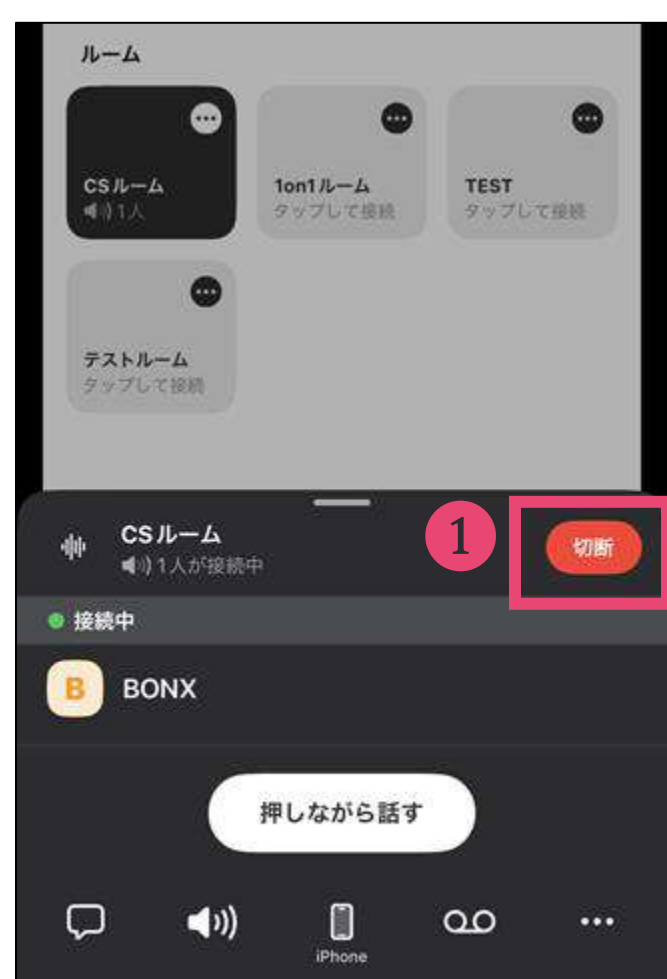 ルーム
CSルーム
1人
1on1ルーム
タップして接続
TEST
タップして接続
テストルーム
タップして接続
CSルーム
1人が接続中
1
切断
接続中
B
BONX
押しながら話す
iPhone